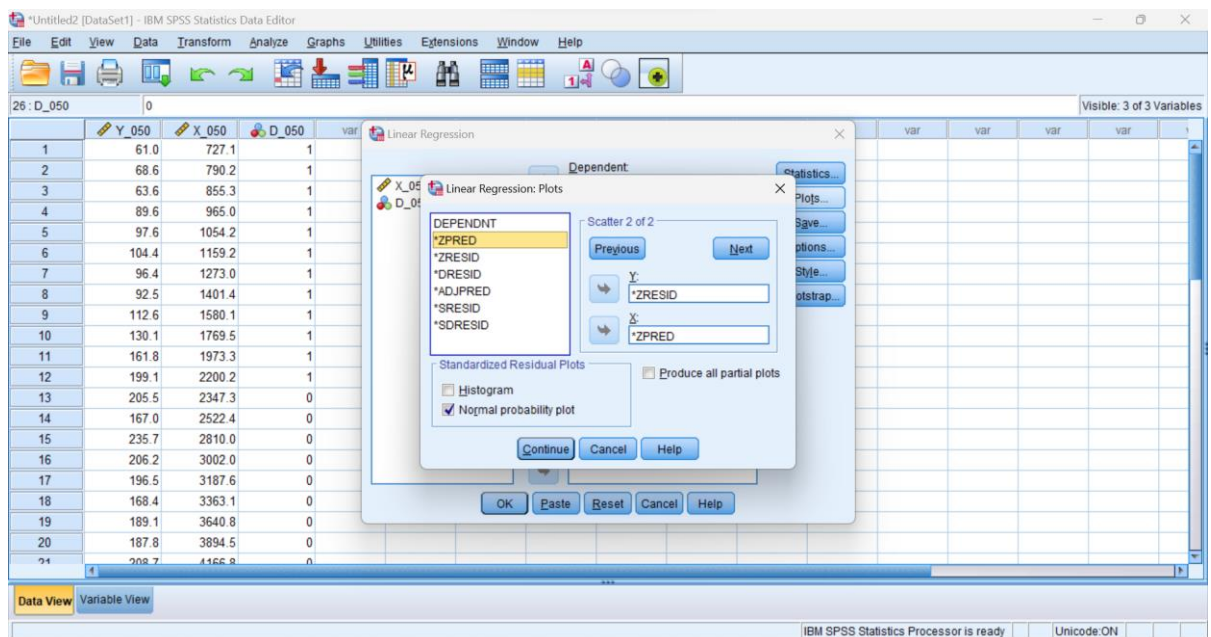 *Untitled2 [DataSet1] - IBM SPSS Statistics Data Editor
File Edit View Data Transform Analyze Graphs Utilities Extensions Window Help
26 : D_050 0 Visible: 3 of 3 Variables
Y_050 X_050 D_050 var var var var var
1 61.0 727.1 1
2 68.6 790.2 1
3 63.6 855.3 1
4 89.6 965.0 1
5 97.6 1054.2 1
6 104.4 1159.2 1
7 96.4 1273.0 1
8 92.5 1401.4 1
9 112.6 1580.1 1
10 130.1 1769.5 1
11 161.8 1973.3 1
12 199.1 2200.2 1
13 205.5 2347.3 0
14 167.0 2522.4 0
15 235.7 2810.0 0
16 206.2 3002.0 0
17 196.5 3187.6 0
18 168.4 3363.1 0
19 189.1 3640.8 0
20 187.8 3894.5 0
21 208.7 4166.8 0
Linear Regression
Dependent:
X_05
D_05
Statistics...
Plots...
Save...
ptions...
Style...
otstrap...
Linear Regression: Plots
DEPENDNT
*ZPRED
*ZRESID
*DRESID
*ADJPRED
*SRESID
*SDRESID
Scatter 2 of 2
Previous Next
Y:
*ZRESID
X:
*ZPRED
Standardized Residual Plots
Histogram
Normal probability plot
Produce all partial plots
Continue Cancel Help
OK Paste Reset Cancel Help
Data View Variable View
IBM SPSS Statistics Processor is ready Unicode:ON